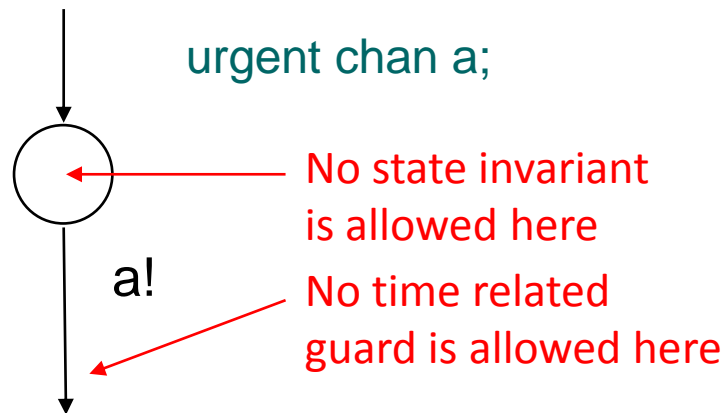 urgent chan a;
No state invariant
is allowed here
a!
No time related
guard is allowed here